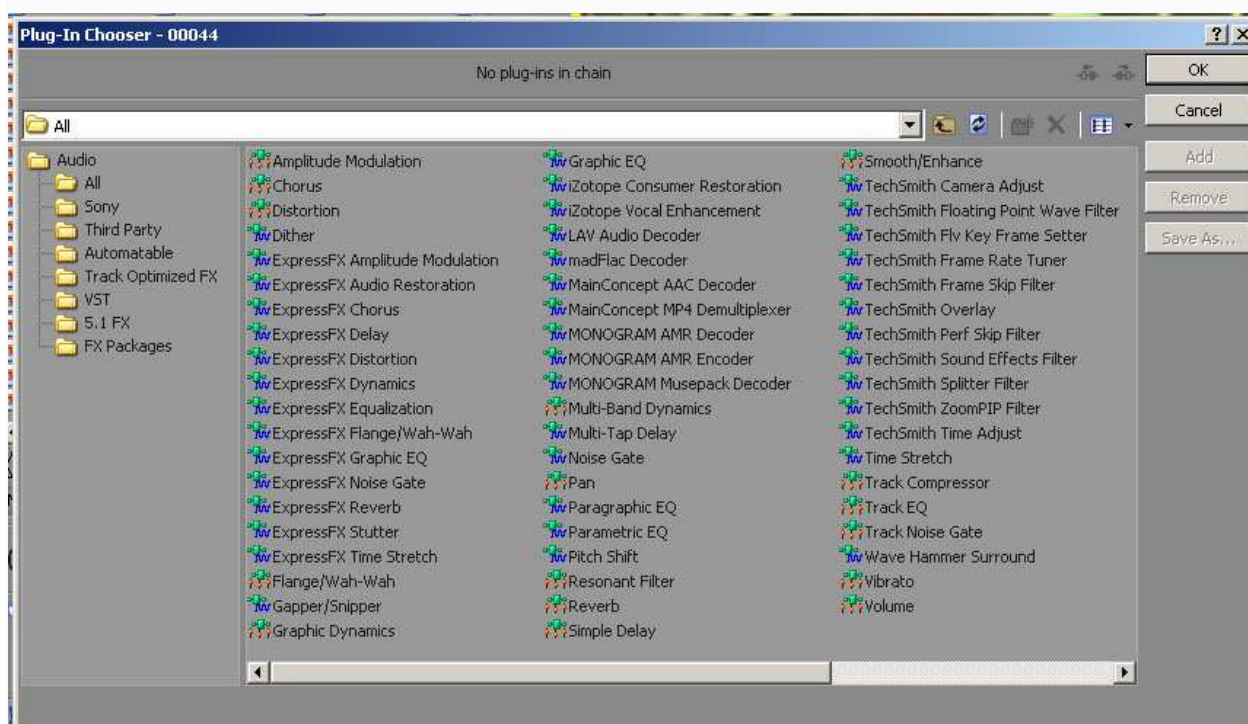 Plug-In Chooser - 00044
No plug-ins in chain
OK
Cancel
Add
Remove
Save As...
All
Audio
All
Sony
Third Party
Automatable
Track Optimized FX
VST
5.1 FX
FX Packages
Amplitude Modulation
Chorus
Distortion
Dither
ExpressFX Amplitude Modulation
ExpressFX Audio Restoration
ExpressFX Chorus
ExpressFX Delay
ExpressFX Distortion
ExpressFX Dynamics
ExpressFX Equalization
ExpressFX Flange/Wah-Wah
ExpressFX Graphic EQ
ExpressFX Noise Gate
ExpressFX Reverb
ExpressFX Stutter
ExpressFX Time Stretch
Flange/Wah-Wah
Gapper/Snipper
Graphic Dynamics
Graphic EQ
iZotope Consumer Restoration
iZotope Vocal Enhancement
LAV Audio Decoder
madFlac Decoder
MainConcept AAC Decoder
MainConcept MP4 Demultiplexer
MONOGRAM AMR Decoder
MONOGRAM AMR Encoder
MONOGRAM Musepack Decoder
Multi-Band Dynamics
Multi-Tap Delay
Noise Gate
Pan
Paragraphic EQ
Parametric EQ
Pitch Shift
Resonant Filter
Reverb
Simple Delay
Smooth/Enhance
TechSmith Camera Adjust
TechSmith Floating Point Wave Filter
TechSmith Flv Key Frame Setter
TechSmith Frame Rate Tuner
TechSmith Frame Skip Filter
TechSmith Overlay
TechSmith Perf Skip Filter
TechSmith Sound Effects Filter
TechSmith Splitter Filter
TechSmith ZoomPIP Filter
TechSmith Time Adjust
Time Stretch
Track Compressor
Track EQ
Track Noise Gate
Wave Hammer Surround
Vibrato
Volume